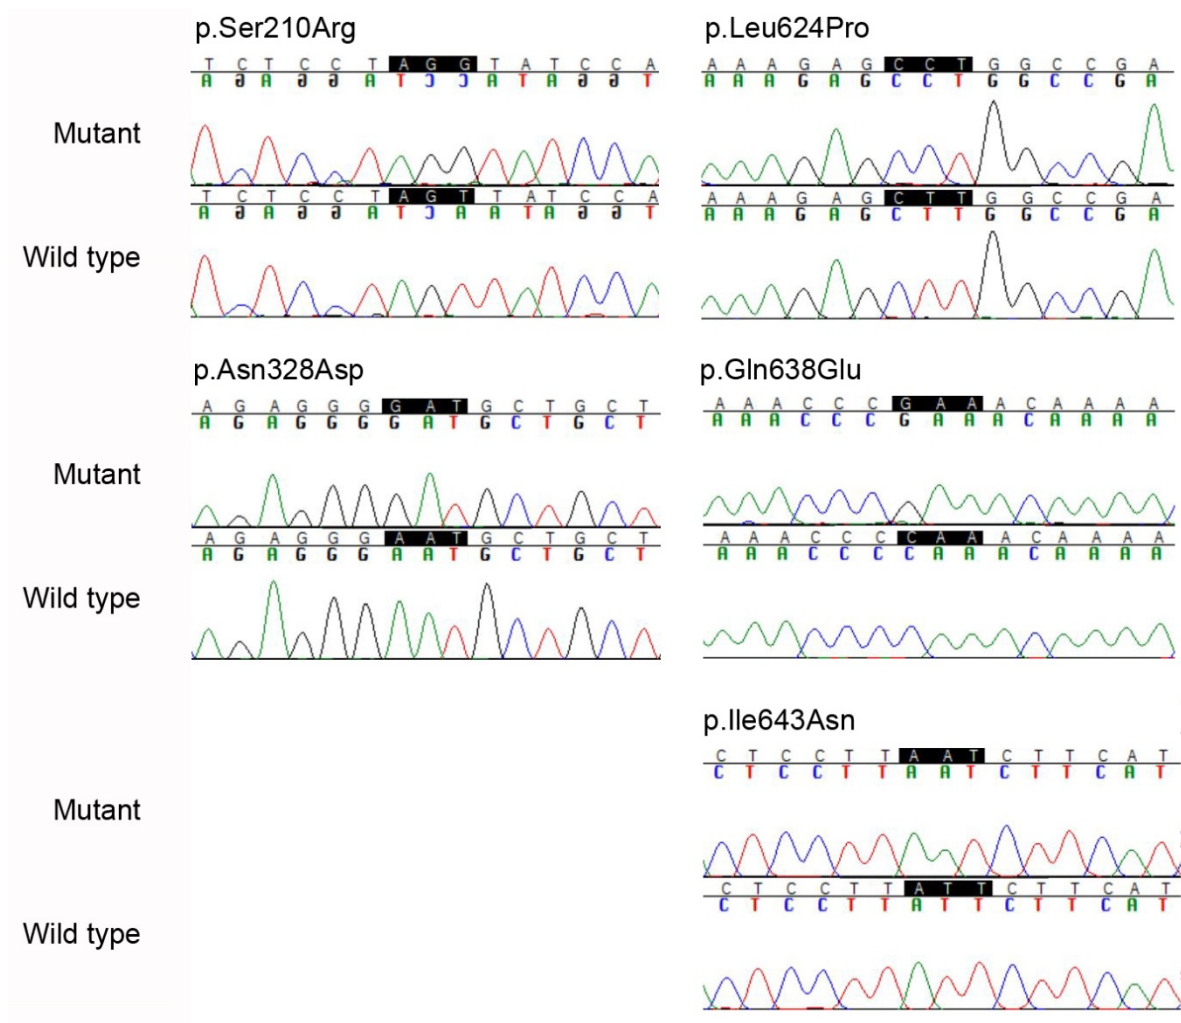 p.Ser210Arg
T C T C C T A G G T A T C C A
A G A G G A T C C A T A G G T
Mutant
T C T C C T A G T T A T C C A
A G A G G A T C A A T A G G T
Wild type
p.Leu624Pro
A A A G A G C C T G G C C G A
A A A G A G C C T G G C C G A
A A A G A G C T T G G C C G A
A A A G A G C T T G G C C G A
p.Asn328Asp
A G A G G G G A T G C T G C T
A G A G G G G A T G C T G C T
Mutant
A G A G G G A A T G C T G C T
A G A G G G A A T G C T G C T
Wild type
p.Gln638Glu
A A A C C C G A A A C A A A A
A A A C C C G A A A C A A A A
A A A C C C C A A A C A A A A
A A A C C C C A A A C A A A A
p.Ile643Asn
C T C C T T A A T C T T C A T
C T C C T T A A T C T T C A T
Mutant
C T C C T T A T T C T T C A T
C T C C T T A T T C T T C A T
Wild type